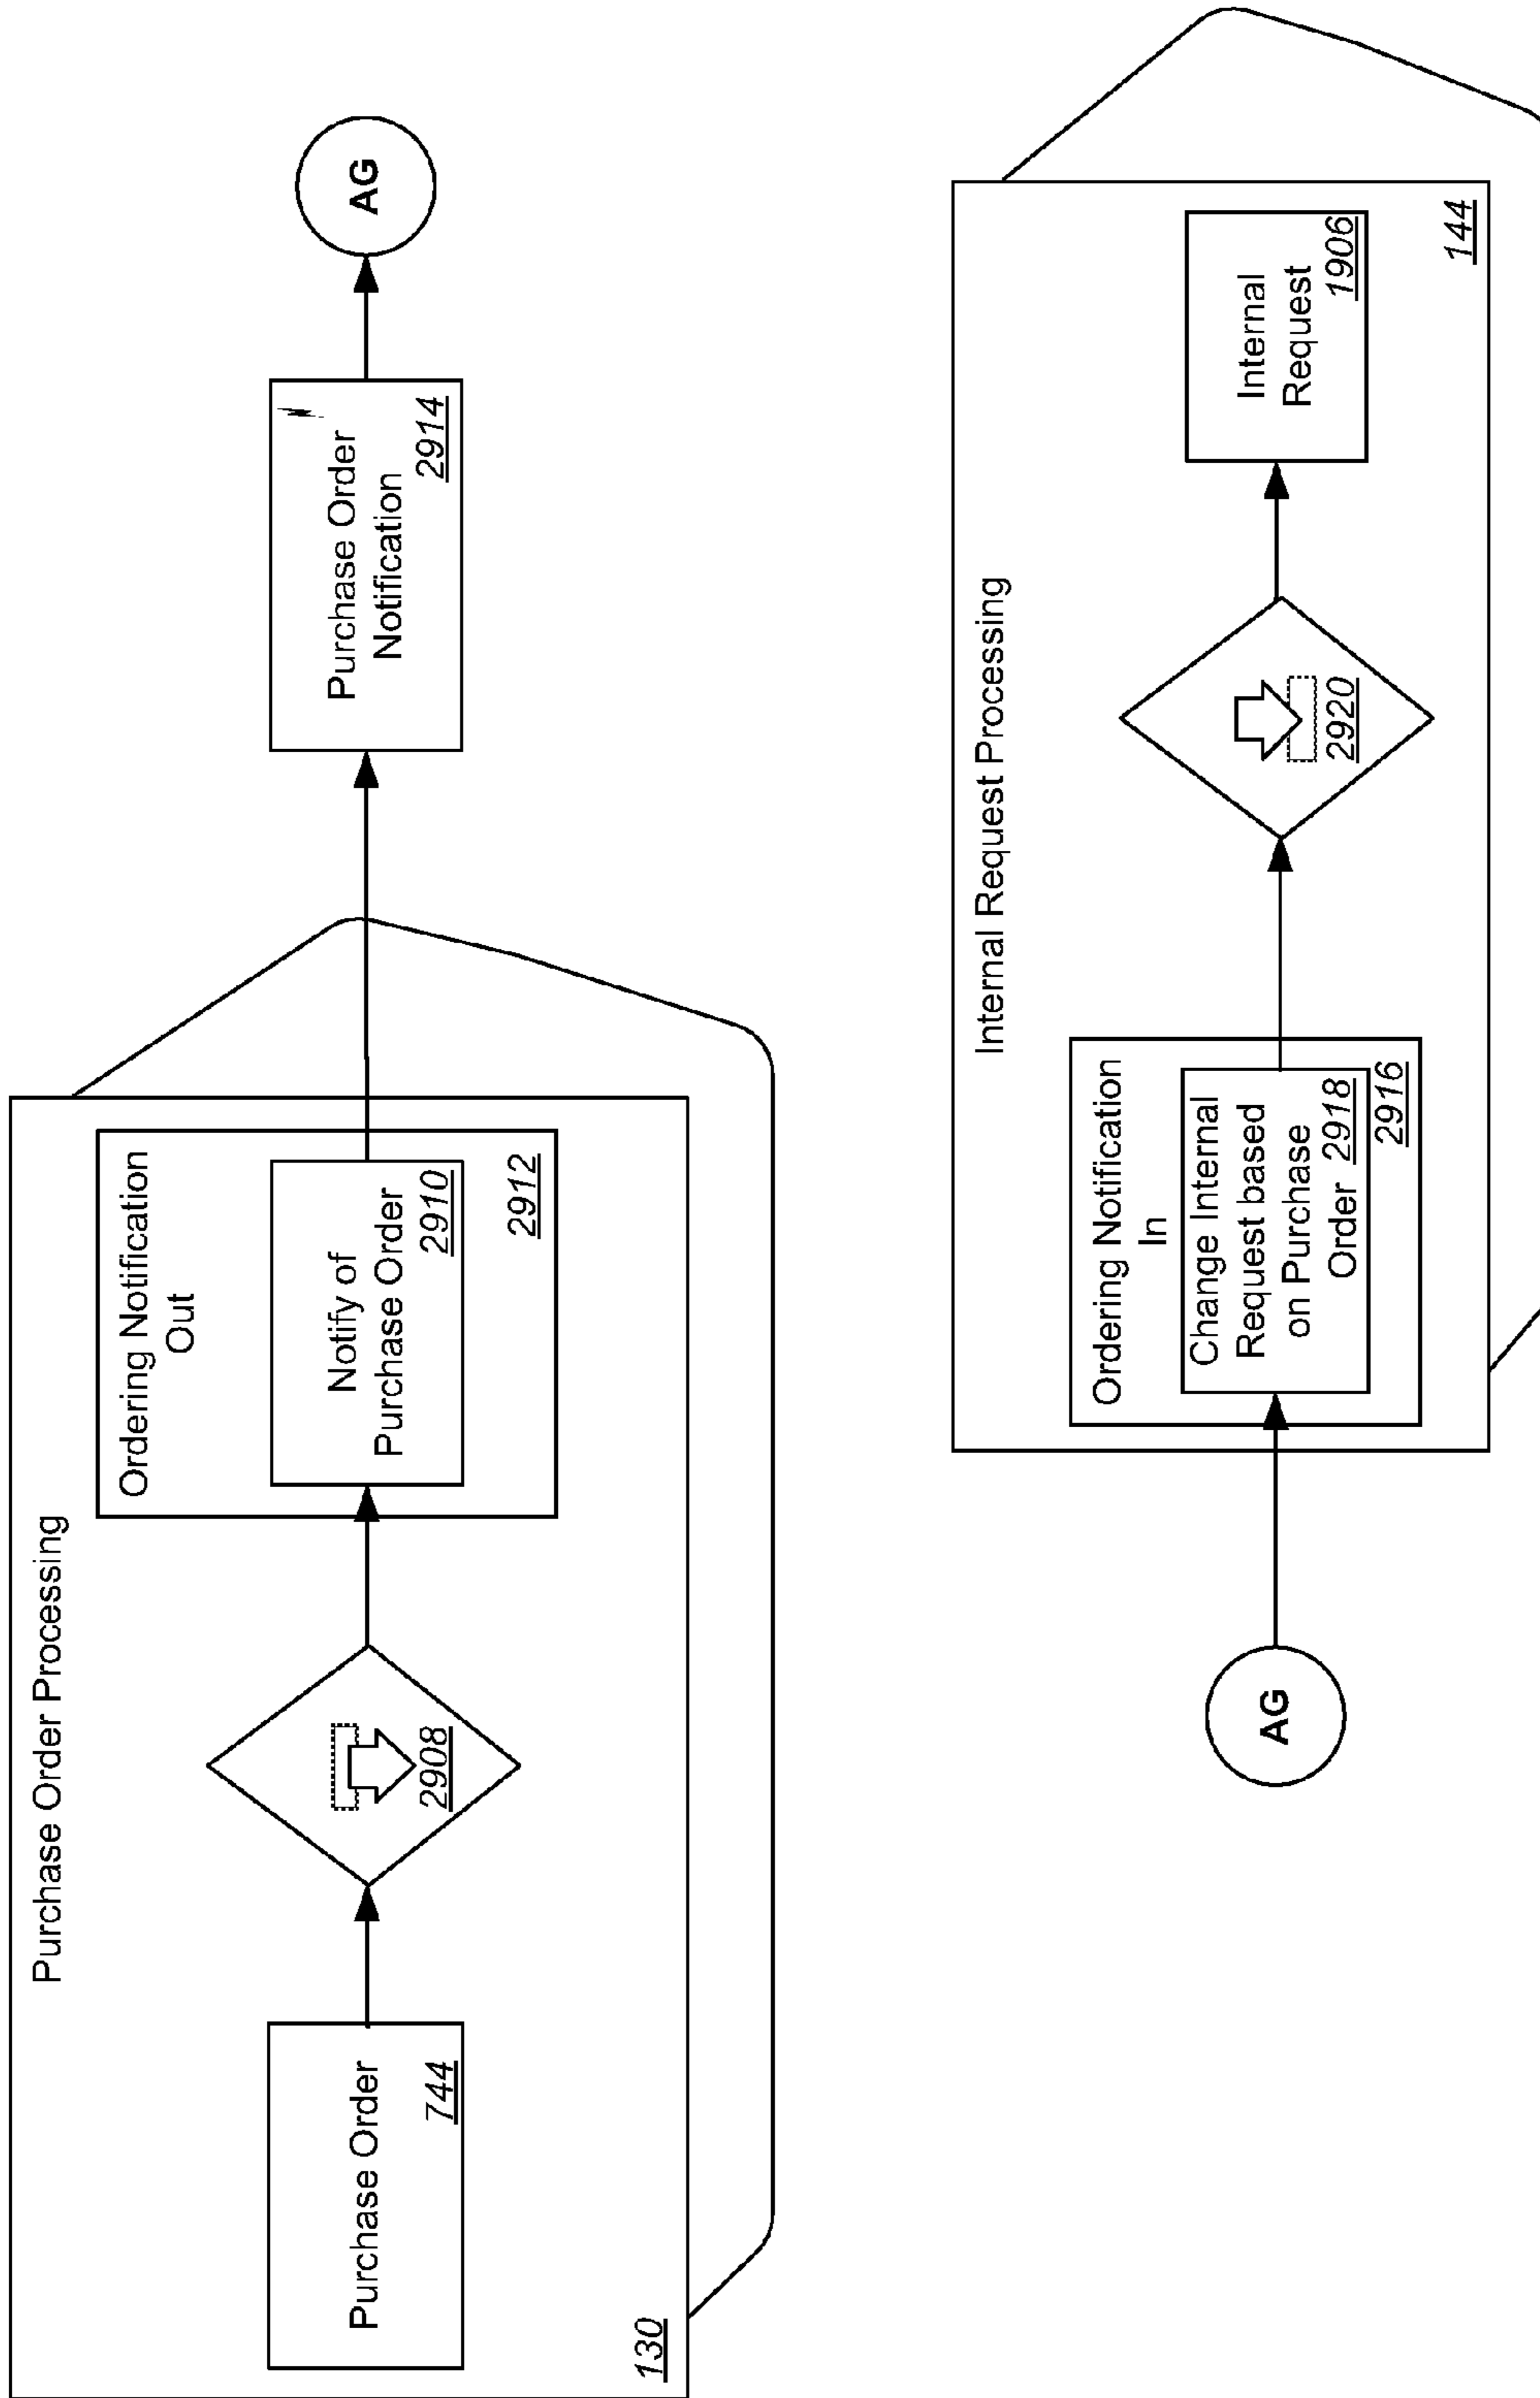 Purchase Order Processing
Purchase Order
744
2908
Ordering Notification
Out
Notify of
Purchase Order
2910
2912
130
Purchase Order
Notification
2914
AG
AG
Internal Request Processing
Ordering Notification
In
Change Internal
Request based
on Purchase
Order 2918
2916
2920
Internal
Request
1906
144